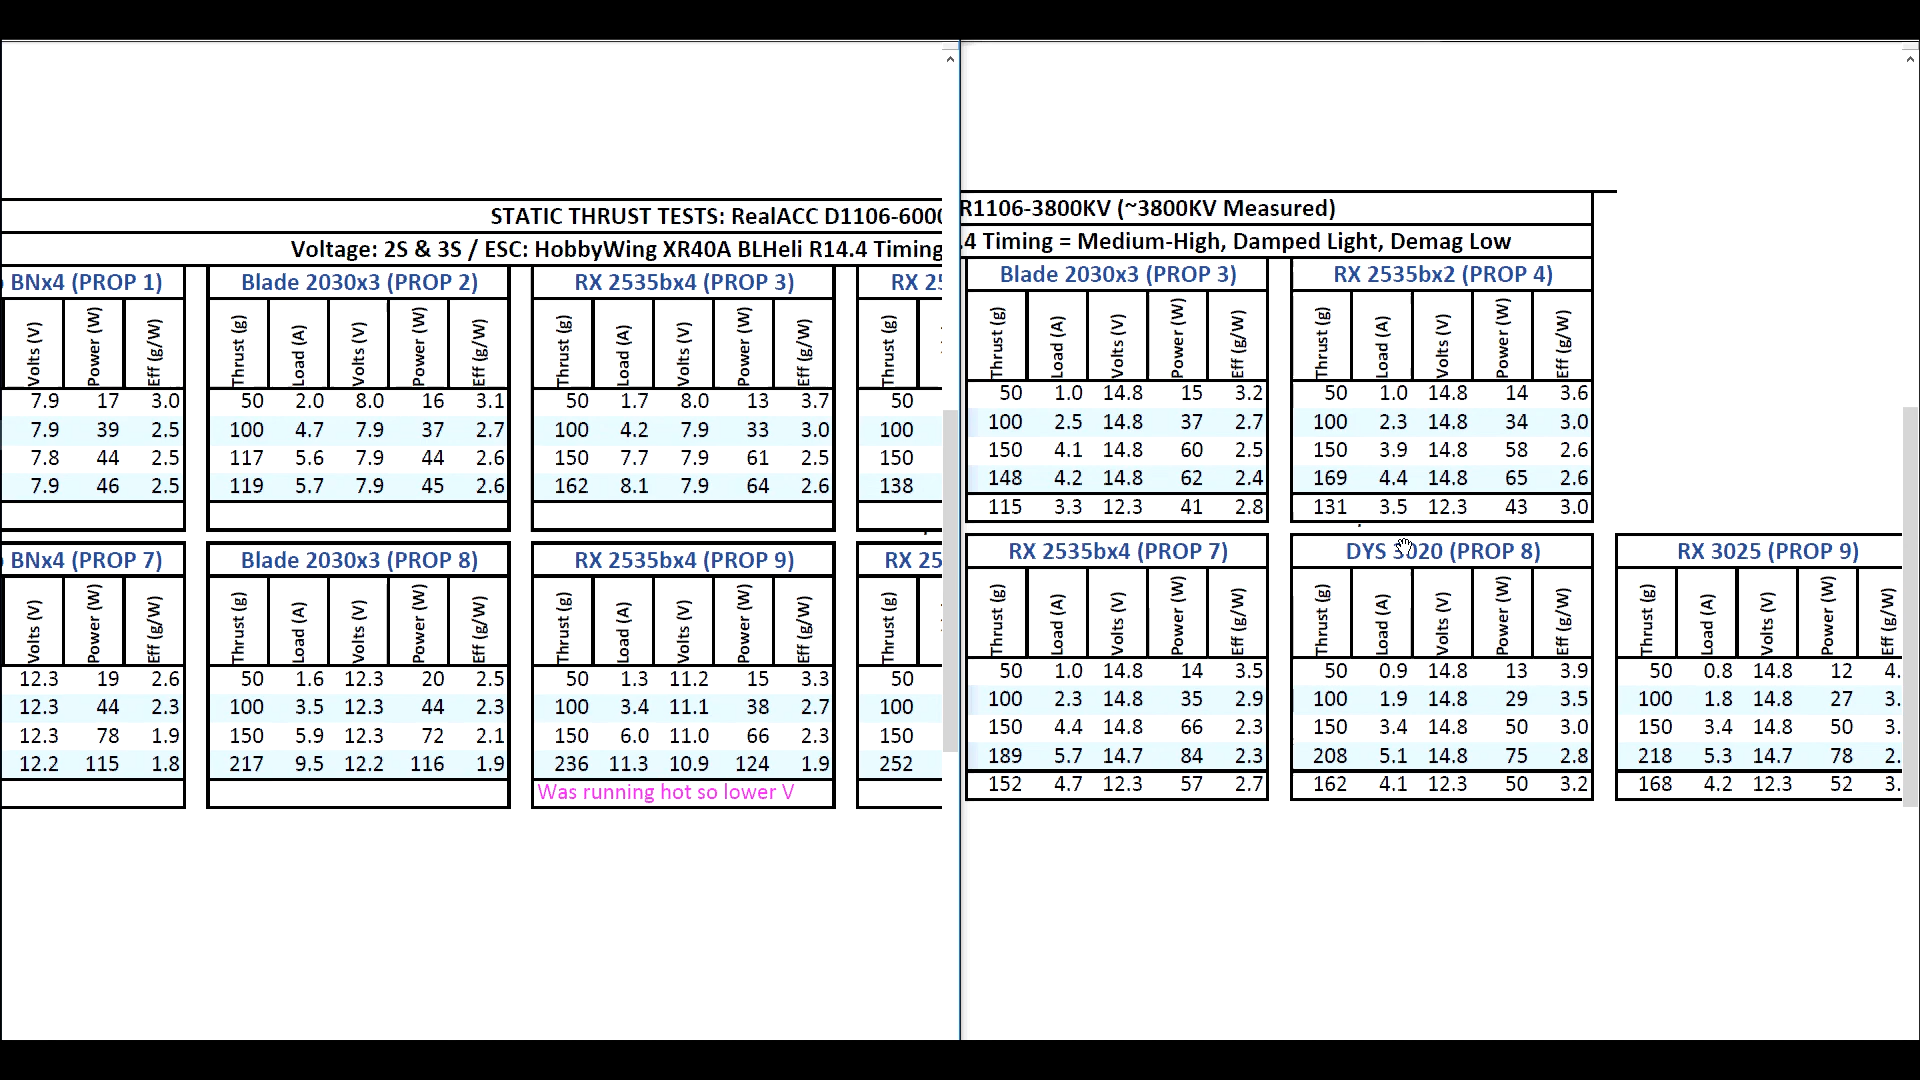 STATIC THRUST TESTS: RealACC D1106-6000
Voltage: 2S & 3S / ESC: HobbyWing XR40A BLHeli R14.4 Timing
BNx4 (PROP 1)
Volts (V) Power (W) Eff (g/W)
7.9 17 3.0
7.9 39 2.5
7.8 44 2.5
7.9 46 2.5
Blade 2030x3 (PROP 2)
Thrust (g) Load (A) Volts (V) Power (W) Eff (g/W)
50 2.0 8.0 16 3.1
100 4.7 7.9 37 2.7
117 5.6 7.9 44 2.6
119 5.7 7.9 45 2.6
RX 2535bx4 (PROP 3)
Thrust (g) Load (A) Volts (V) Power (W) Eff (g/W)
50 1.7 8.0 13 3.7
100 4.2 7.9 33 3.0
150 7.7 7.9 61 2.5
162 8.1 7.9 64 2.6
RX 25
Thrust (g)
50
100
150
138
BNx4 (PROP 7)
Volts (V) Power (W) Eff (g/W)
12.3 19 2.6
12.3 44 2.3
12.3 78 1.9
12.2 115 1.8
Blade 2030x3 (PROP 8)
Thrust (g) Load (A) Volts (V) Power (W) Eff (g/W)
50 1.6 12.3 20 2.5
100 3.5 12.3 44 2.3
150 5.9 12.3 72 2.1
217 9.5 12.2 116 1.9
RX 2535bx4 (PROP 9)
Thrust (g) Load (A) Volts (V) Power (W) Eff (g/W)
50 1.3 11.2 15 3.3
100 3.4 11.1 38 2.7
150 6.0 11.0 66 2.3
236 11.3 10.9 124 1.9
Was running hot so lower V
RX 25
Thrust (g)
50
100
150
252
R1106-3800KV (~3800KV Measured)
.4 Timing = Medium-High, Damped Light, Demag Low
Blade 2030x3 (PROP 3)
Thrust (g) Load (A) Volts (V) Power (W) Eff (g/W)
50 1.0 14.8 15 3.2
100 2.5 14.8 37 2.7
150 4.1 14.8 60 2.5
148 4.2 14.8 62 2.4
115 3.3 12.3 41 2.8
RX 2535bx2 (PROP 4)
Thrust (g) Load (A) Volts (V) Power (W) Eff (g/W)
50 1.0 14.8 14 3.6
100 2.3 14.8 34 3.0
150 3.9 14.8 58 2.6
169 4.4 14.8 65 2.6
131 3.5 12.3 43 3.0
RX 2535bx4 (PROP 7)
Thrust (g) Load (A) Volts (V) Power (W) Eff (g/W)
50 1.0 14.8 14 3.5
100 2.3 14.8 35 2.9
150 4.4 14.8 66 2.3
189 5.7 14.7 84 2.3
152 4.7 12.3 57 2.7
DYS 3020 (PROP 8)
Thrust (g) Load (A) Volts (V) Power (W) Eff (g/W)
50 0.9 14.8 13 3.9
100 1.9 14.8 29 3.5
150 3.4 14.8 50 3.0
208 5.1 14.8 75 2.8
162 4.1 12.3 50 3.2
RX 3025 (PROP 9)
Thrust (g) Load (A) Volts (V) Power (W) Eff (g/W)
50 0.8 14.8 12 4.
100 1.8 14.8 27 3.
150 3.4 14.8 50 3.
218 5.3 14.7 78 2.
168 4.2 12.3 52 3.